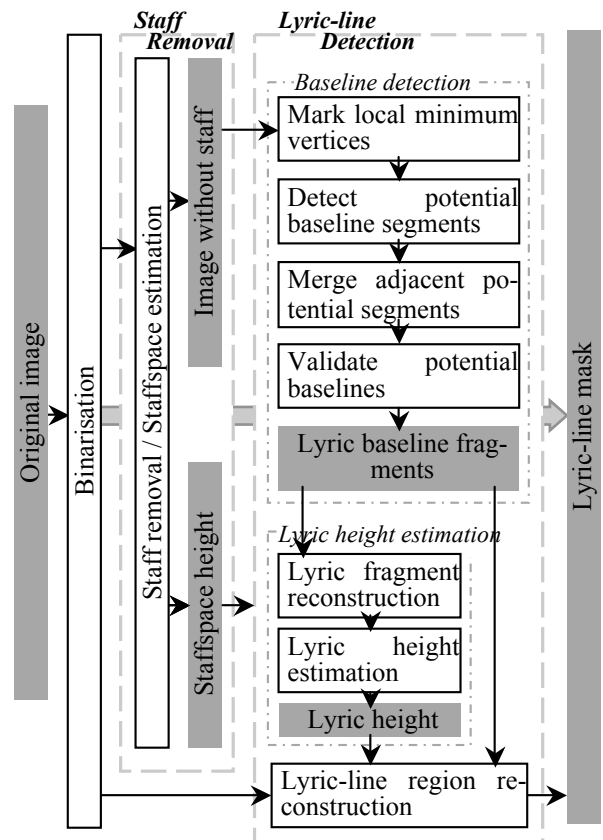 Staff
Removal
Lyric-line
Detection
Original image
Binarisation
Staff removal / Staffspace estimation
Image without staff
Staffspace height
Baseline detection
Mark local minimum
vertices
Detect potential
baseline segments
Merge adjacent po-
tential segments
Validate potential
baselines
Lyric baseline frag-
ments
Lyric height estimation
Lyric fragment
reconstruction
Lyric height
estimation
Lyric height
Lyric-line region re-
construction
Lyric-line mask